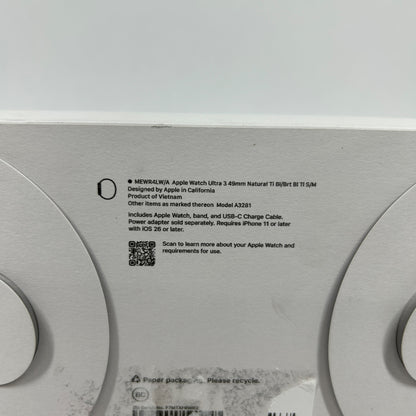 MEWR4LW/A Apple Watch Ultra 3 49mm Natural Ti Bl/Brt Bl Tl S/M
Designed by Apple in California
Product of Vietnam
Other items as marked thereon Model A3281
Includes Apple Watch, band, and USB-C Charge Cable.
Power adapter sold separately. Requires iPhone 11 or later
with iOS 26 or later.
Scan to learn more about your Apple Watch and
requirements for use.
Paper packaging. Please recycle.
BC